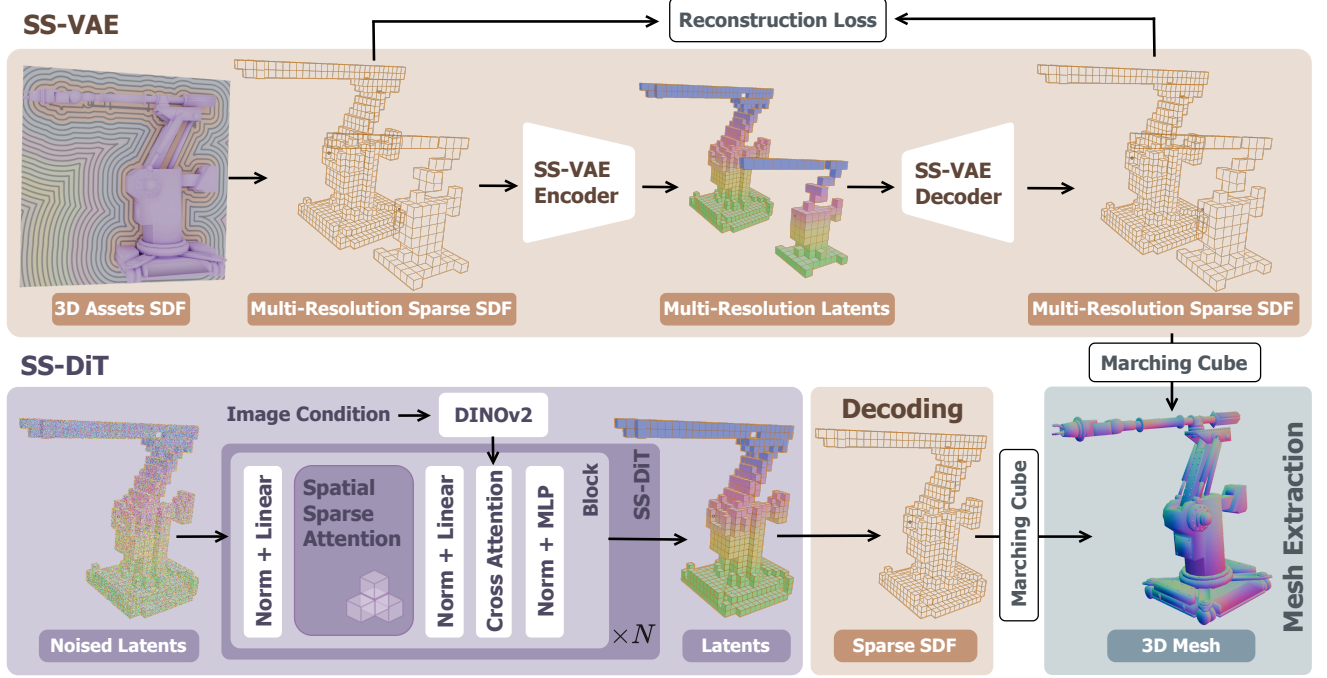 SS-VAE
Reconstruction Loss
SS-VAE
Encoder
SS-VAE
Decoder
3D Assets SDF
Multi-Resolution Sparse SDF
Multi-Resolution Latents
Multi-Resolution Sparse SDF
SS-DiT
Marching Cube
Image Condition
DINOv2
Decoding
Norm + Linear
Spatial
Sparse
Attention
Norm + Linear
Cross Attention
Norm + MLP
Block
SS-DiT
×N
Marching Cube
Mesh Extraction
Noised Latents
Latents
Sparse SDF
3D Mesh